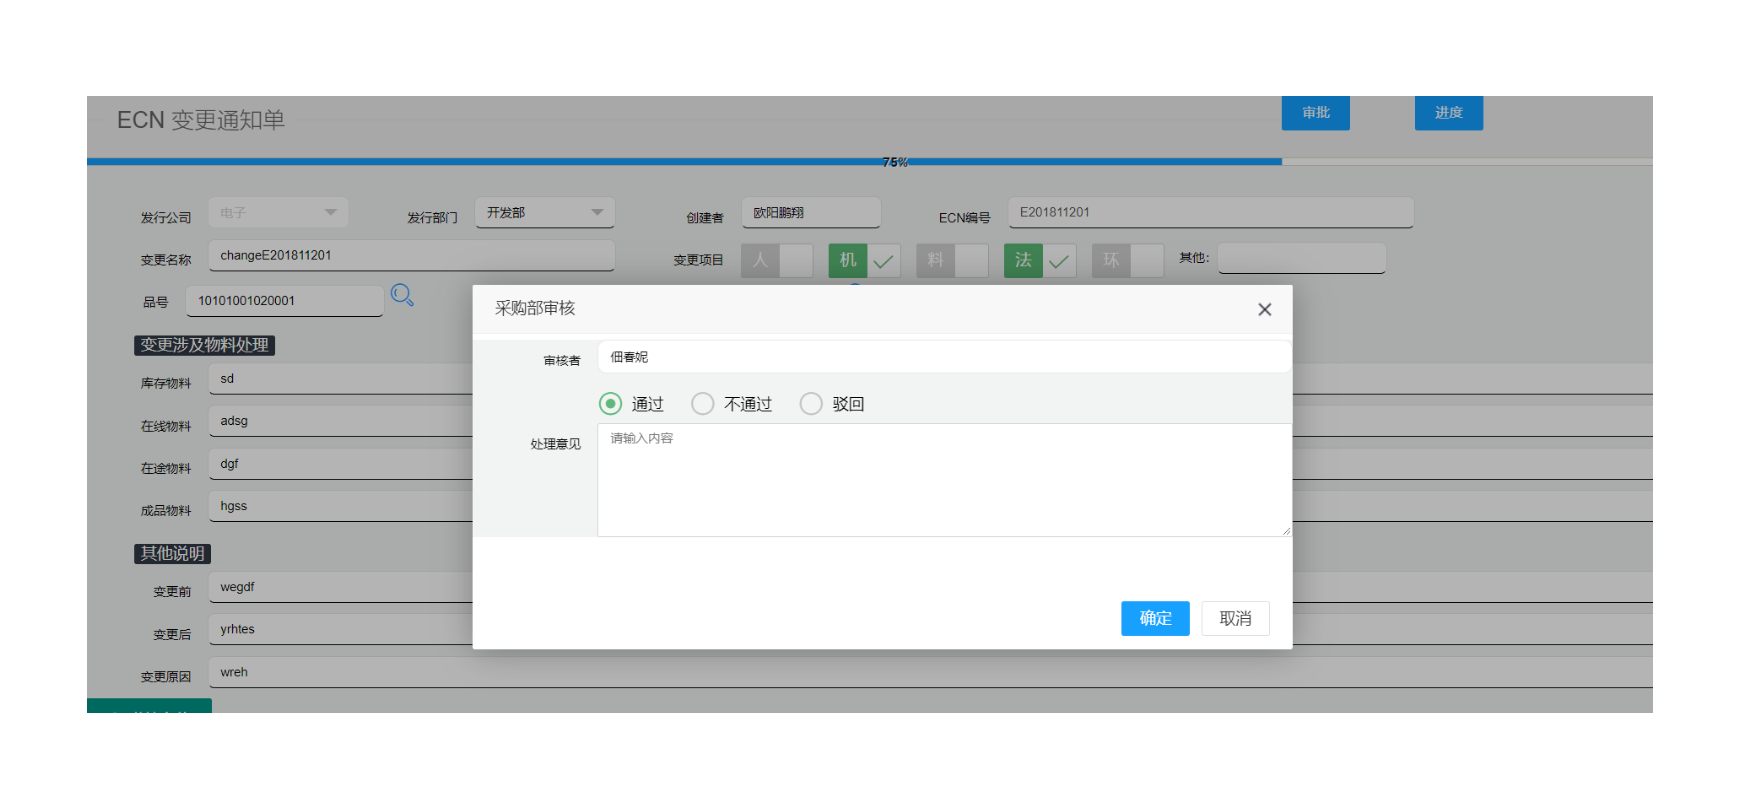 ECN 变更通知单
审批
进度
75%
发行公司 电子 发行部门 开发部 创建者 欧阳鹏翔 ECN编号 E201811201
变更名称 changeE201811201 变更项目 人 机 料 法 环 其他:
品号 10101001020001
采购部审核
变更涉及物料处理
审核者 佃春妮
库存物料 sd
通过 不通过 驳回
在线物料 adsg
处理意见 请输入内容
在途物料 dgf
成品物料 hgss
其他说明
变更前 wegdf
确定 取消
变更后 yrhtes
变更原因 wreh